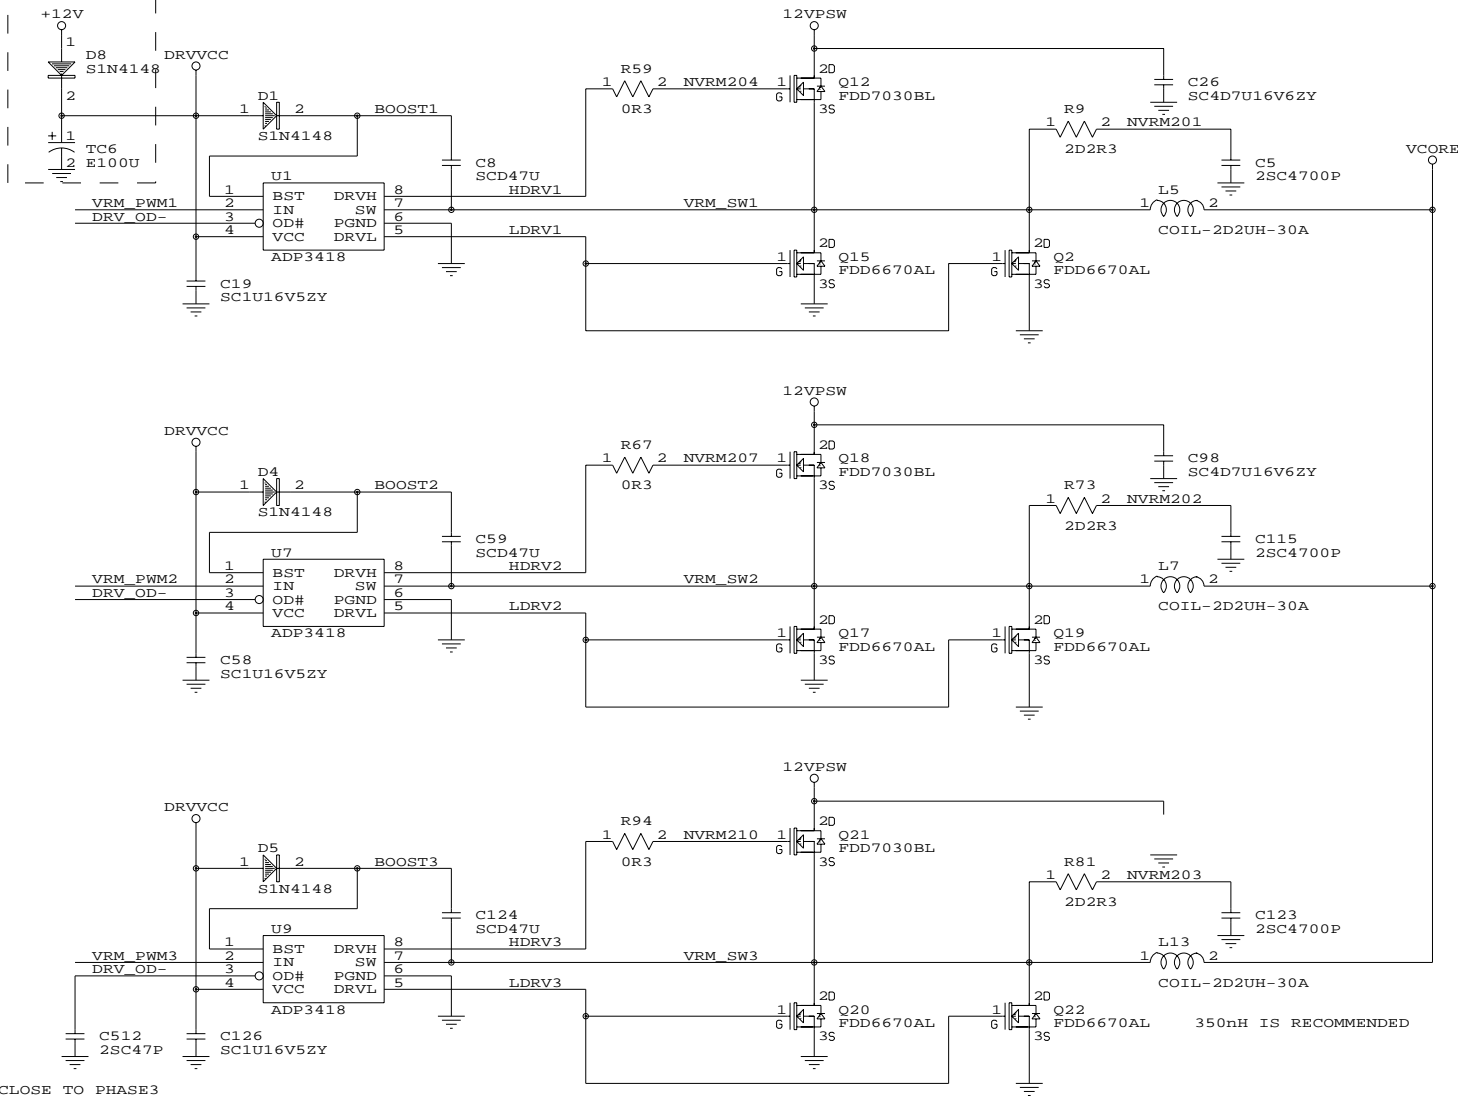 +12V
1
D8
S1N4148
2
+ 1
TC6
2 E100U
DRVVCC
D1
1 2 BOOST1
S1N4148
C8
SCD47U
U1
1 BST DRVH 8 HDRV1
VRM_PWM1 2 IN SW 7 VRM_SW1
DRV_OD- 3 OD# PGND 6
4 VCC DRVL 5 LDRV1
ADP3418
C19
SC1U16V5ZY
12VPSW
R59
1 2 NVRM204 1
0R3
G
2D
Q12
FDD7030BL
3S
C26
SC4D7U16V6ZY
R9
1 2 NVRM201
2D2R3
C5
2SC4700P
VCORE
L5
1 2
COIL-2D2UH-30A
2D
1 Q15
G FDD6670AL
3S
2D
1 Q2
G FDD6670AL
3S
DRVVCC
D4
1 2 BOOST2
S1N4148
C59
SCD47U
U7
1 BST DRVH 8 HDRV2
VRM_PWM2 2 IN SW 7 VRM_SW2
DRV_OD- 3 OD# PGND 6
4 VCC DRVL 5 LDRV2
ADP3418
C58
SC1U16V5ZY
12VPSW
R67
1 2 NVRM207 1
0R3
G
2D
Q18
FDD7030BL
3S
C98
SC4D7U16V6ZY
R73
1 2 NVRM202
2D2R3
C115
2SC4700P
L7
1 2
COIL-2D2UH-30A
2D
1 Q17
G FDD6670AL
3S
2D
1 Q19
G FDD6670AL
3S
DRVVCC
D5
1 2 BOOST3
S1N4148
C124
SCD47U
U9
1 BST DRVH 8 HDRV3
VRM_PWM3 2 IN SW 7 VRM_SW3
DRV_OD- 3 OD# PGND 6
4 VCC DRVL 5 LDRV3
ADP3418
C512
2SC47P
C126
SC1U16V5ZY
12VPSW
R94
1 2 NVRM210 1
0R3
G
2D
Q21
FDD7030BL
3S
R81
1 2 NVRM203
2D2R3
C123
2SC4700P
L13
1 2
COIL-2D2UH-30A
2D
1 Q20
G FDD6670AL
3S
2D
1 Q22
G FDD6670AL
3S
350nH IS RECOMMENDED
CLOSE TO PHASE3